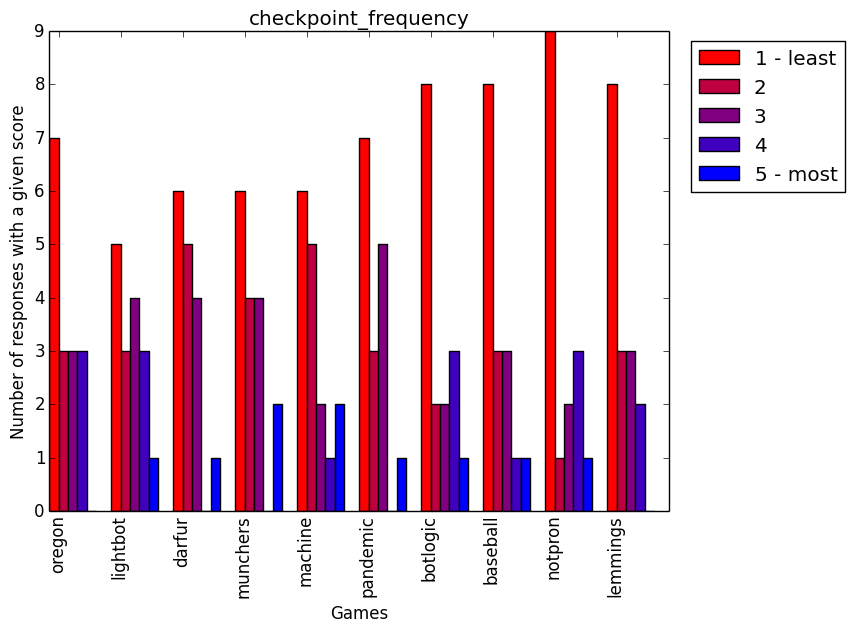 checkpoint_frequency
9
8
7
6
5
4
3
2
1
0
Number of responses with a given score
oregon
lightbot
darfur
munchers
machine
pandemic
botlogic
baseball
notpron
lemmings
Games
1 - least
2
3
4
5 - most